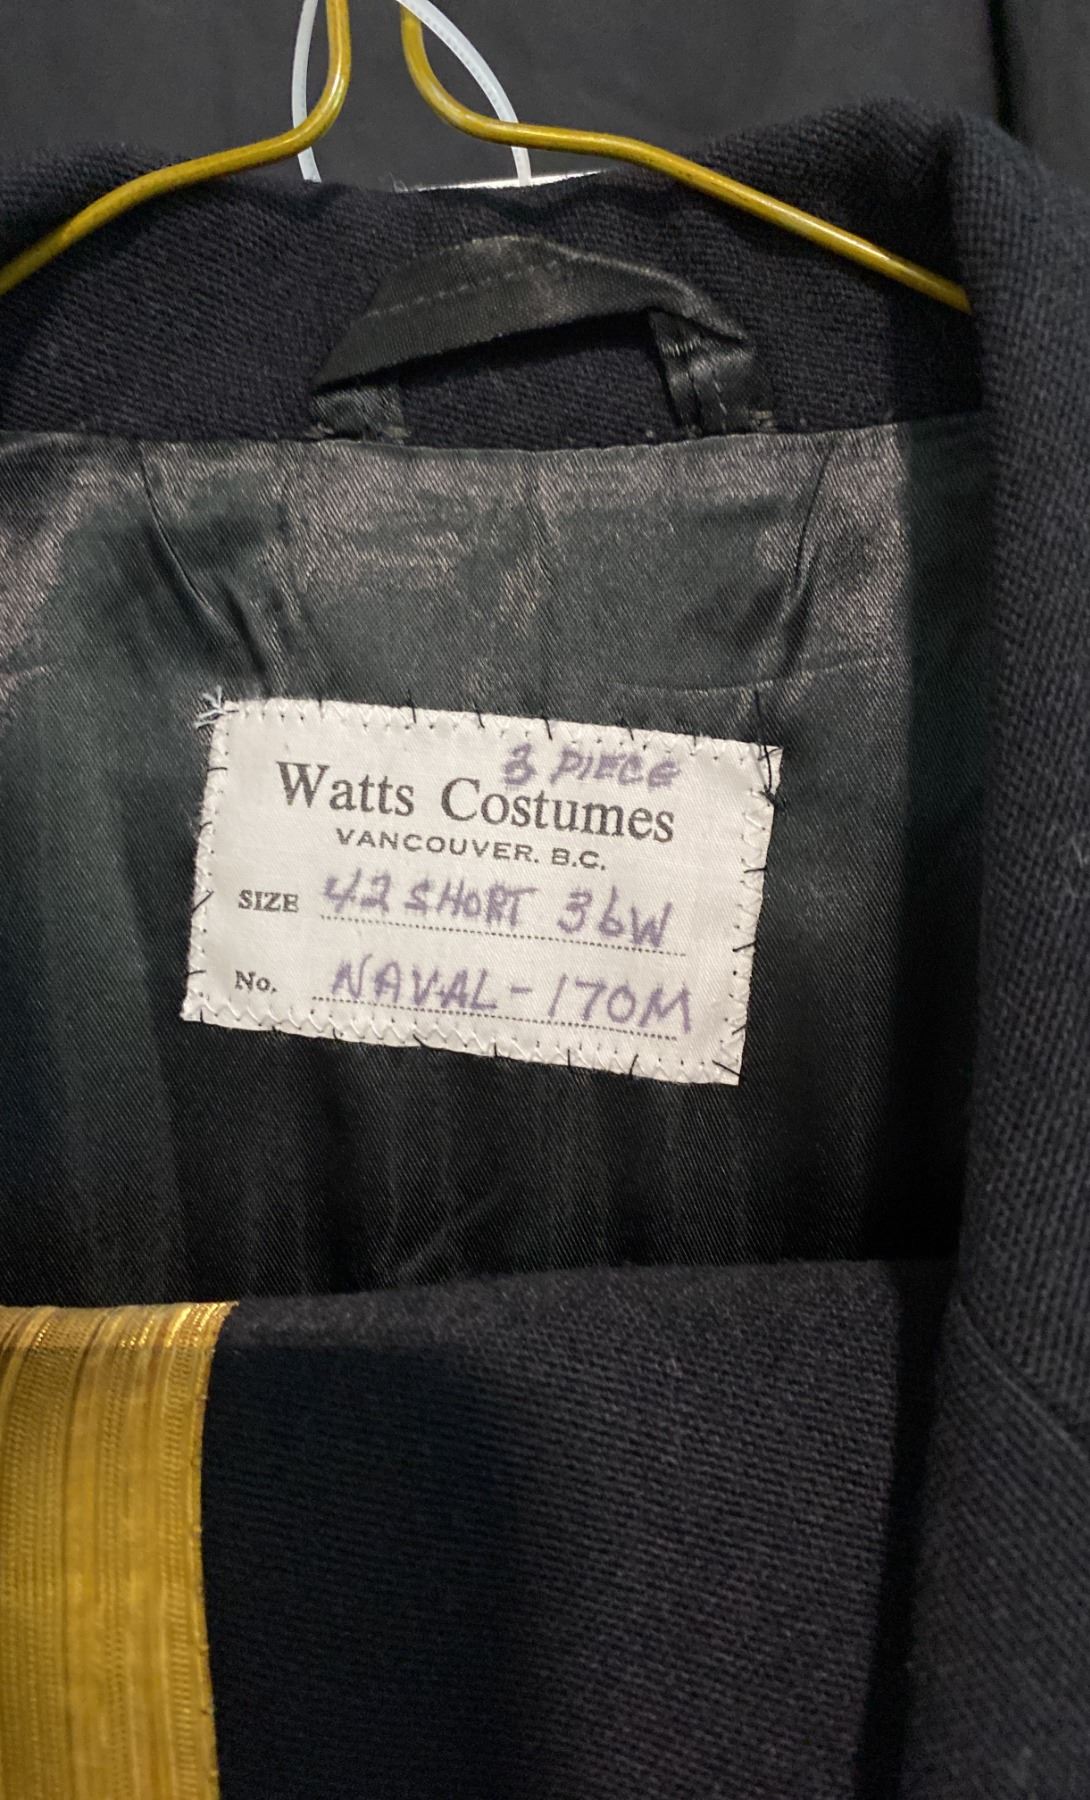 3 PIECE
Watts Costumes
VANCOUVER. B.C.
SIZE 42 SHORT 36W
No. NAVAL-170M